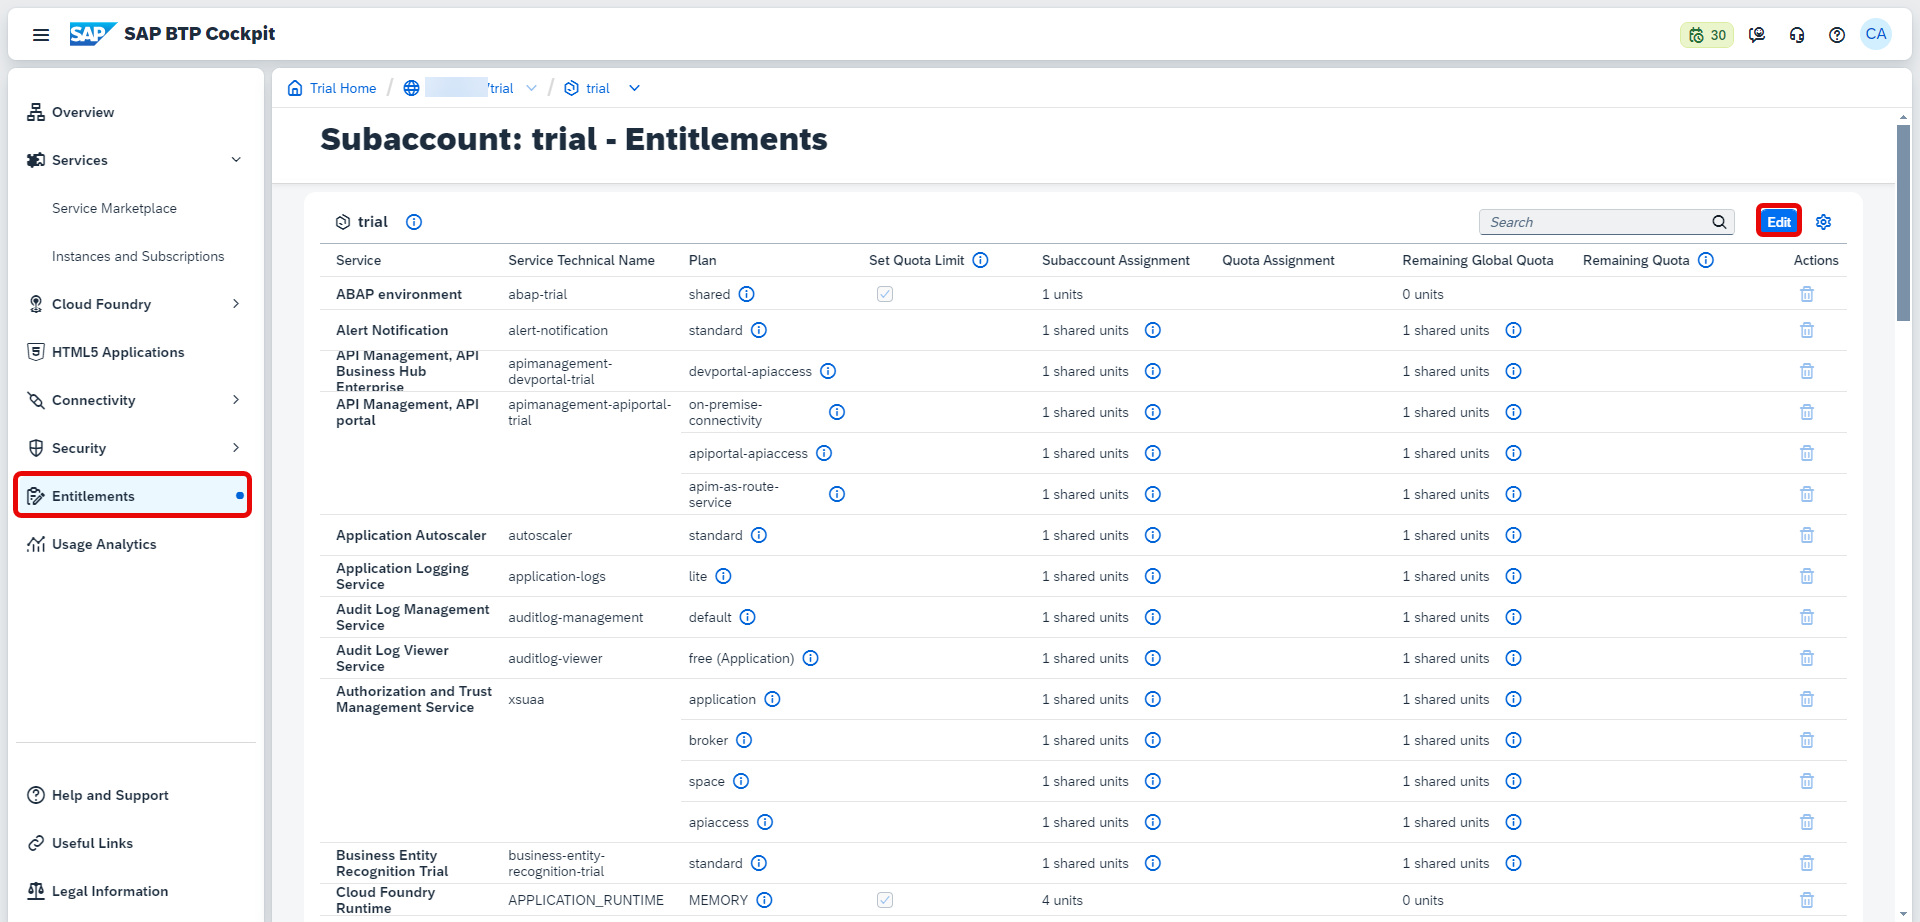 SAP SAP BTP Cockpit
30
CA
Overview
Services
Service Marketplace
Instances and Subscriptions
Cloud Foundry
HTML5 Applications
Connectivity
Security
Entitlements
Usage Analytics
Help and Support
Useful Links
Legal Information
Trial Home / trial / trial
Subaccount: trial - Entitlements
trial
Search
Edit
Service Service Technical Name Plan Set Quota Limit Subaccount Assignment Quota Assignment Remaining Global Quota Remaining Quota Actions
ABAP environment abap-trial shared 1 units 0 units
Alert Notification alert-notification standard 1 shared units 1 shared units
API Management, API
Business Hub
Enterprise
apimanagement-
devportal-trial
devportal-apiaccess 1 shared units 1 shared units
API Management, API
portal
apimanagement-apiportal-
trial
on-premise-
connectivity
1 shared units 1 shared units
apiportal-apiaccess 1 shared units 1 shared units
apim-as-route-
service
1 shared units 1 shared units
Application Autoscaler autoscaler standard 1 shared units 1 shared units
Application Logging
Service
application-logs lite 1 shared units 1 shared units
Audit Log Management
Service
auditlog-management default 1 shared units 1 shared units
Audit Log Viewer
Service
auditlog-viewer free (Application) 1 shared units 1 shared units
Authorization and Trust
Management Service
xsuaa application 1 shared units 1 shared units
broker 1 shared units 1 shared units
space 1 shared units 1 shared units
apiaccess 1 shared units 1 shared units
Business Entity
Recognition Trial
business-entity-
recognition-trial
standard 1 shared units 1 shared units
Cloud Foundry
Runtime
APPLICATION_RUNTIME MEMORY 4 units 0 units